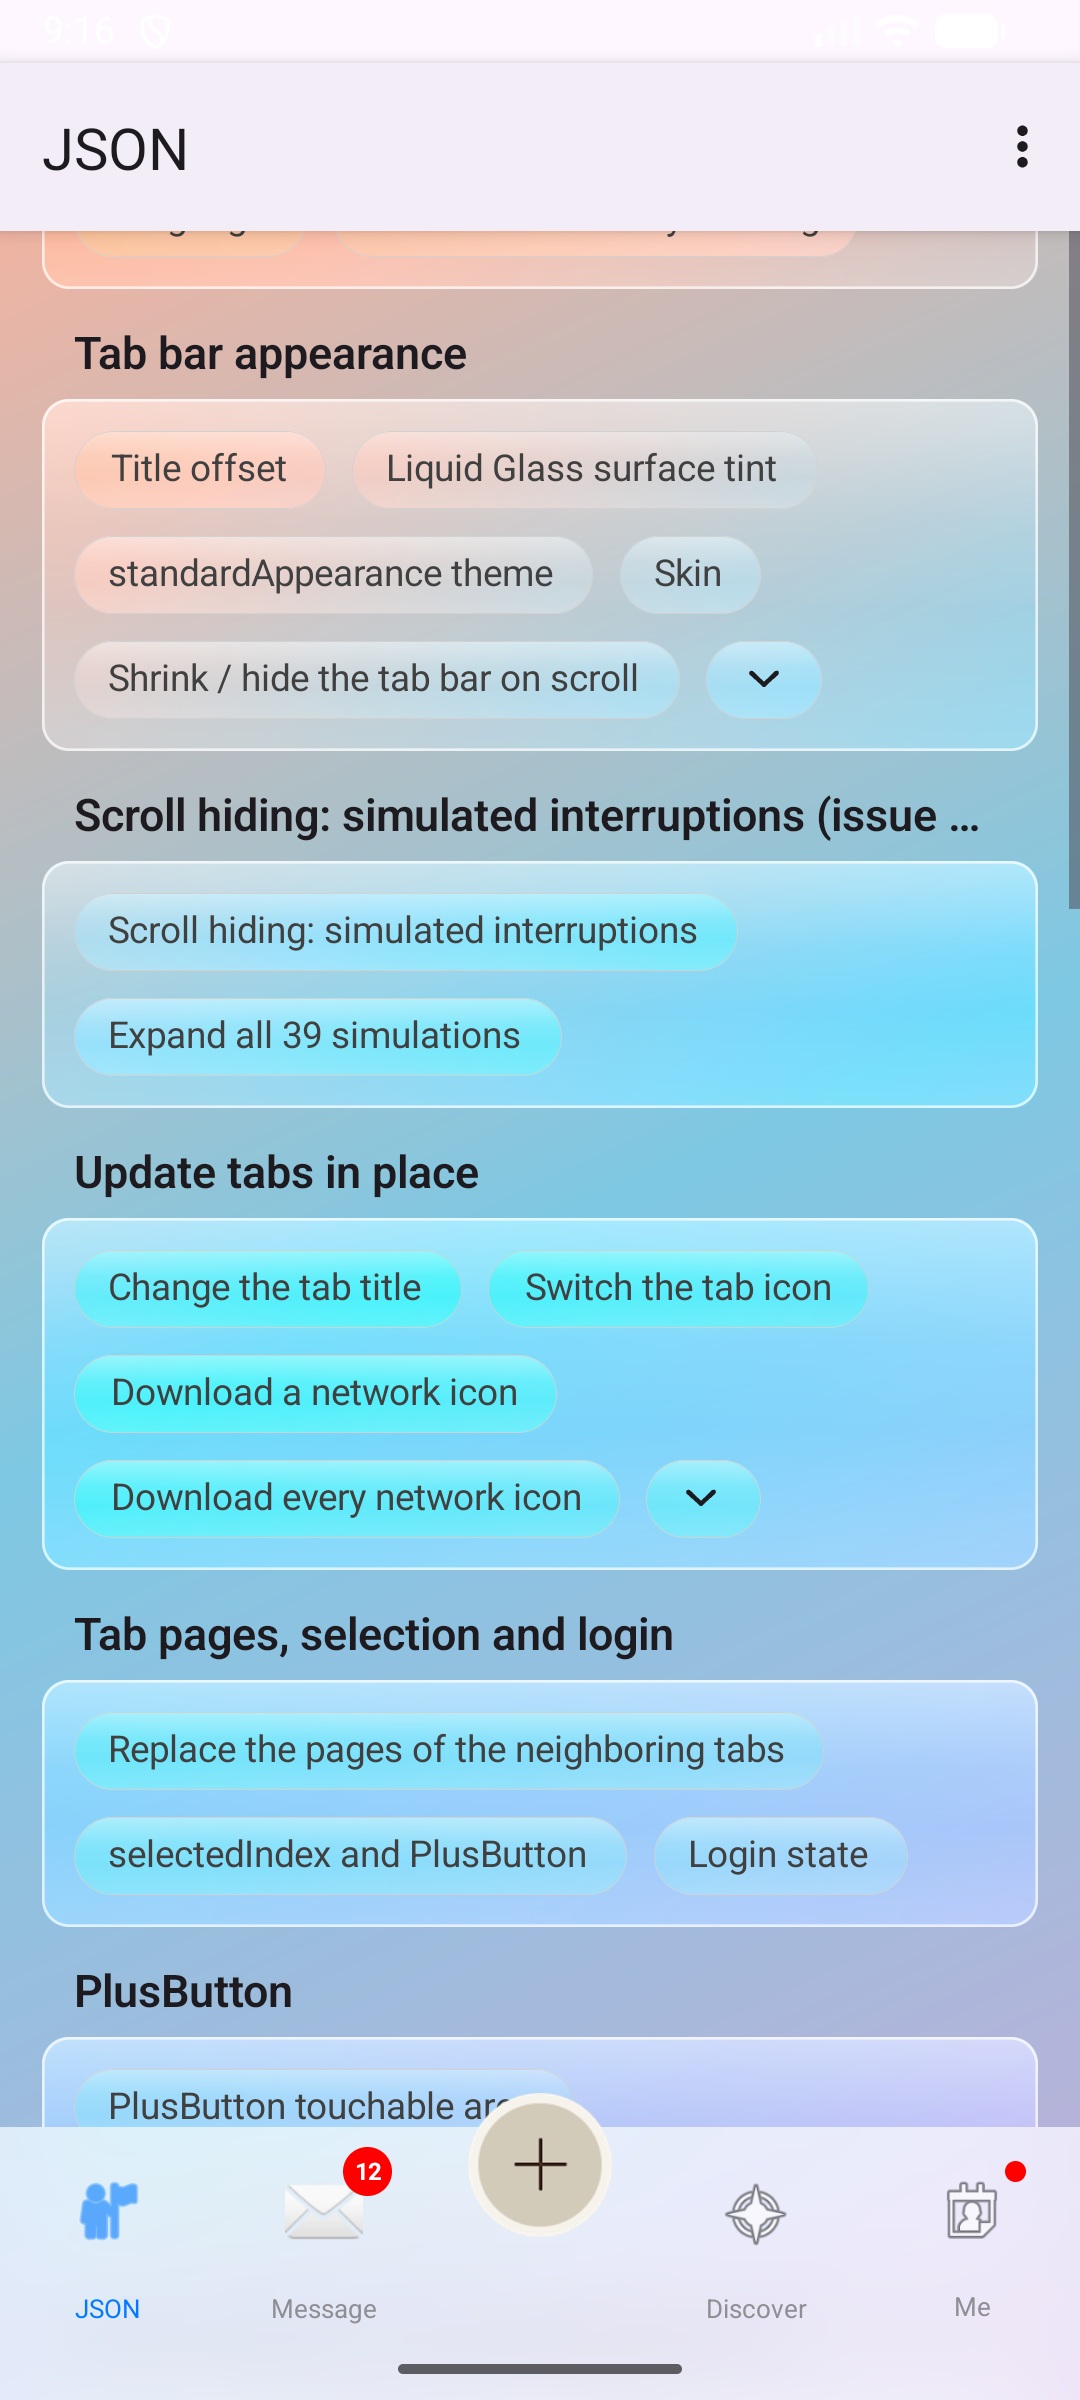 9:16
JSON
Tab bar appearance
Title offset
Liquid Glass surface tint
standardAppearance theme
Skin
Shrink / hide the tab bar on scroll
Scroll hiding: simulated interruptions (issue ...
Scroll hiding: simulated interruptions
Expand all 39 simulations
Update tabs in place
Change the tab title
Switch the tab icon
Download a network icon
Download every network icon
Tab pages, selection and login
Replace the pages of the neighboring tabs
selectedIndex and PlusButton
Login state
PlusButton
PlusButton touchable
12
JSON
Message
Discover
Me